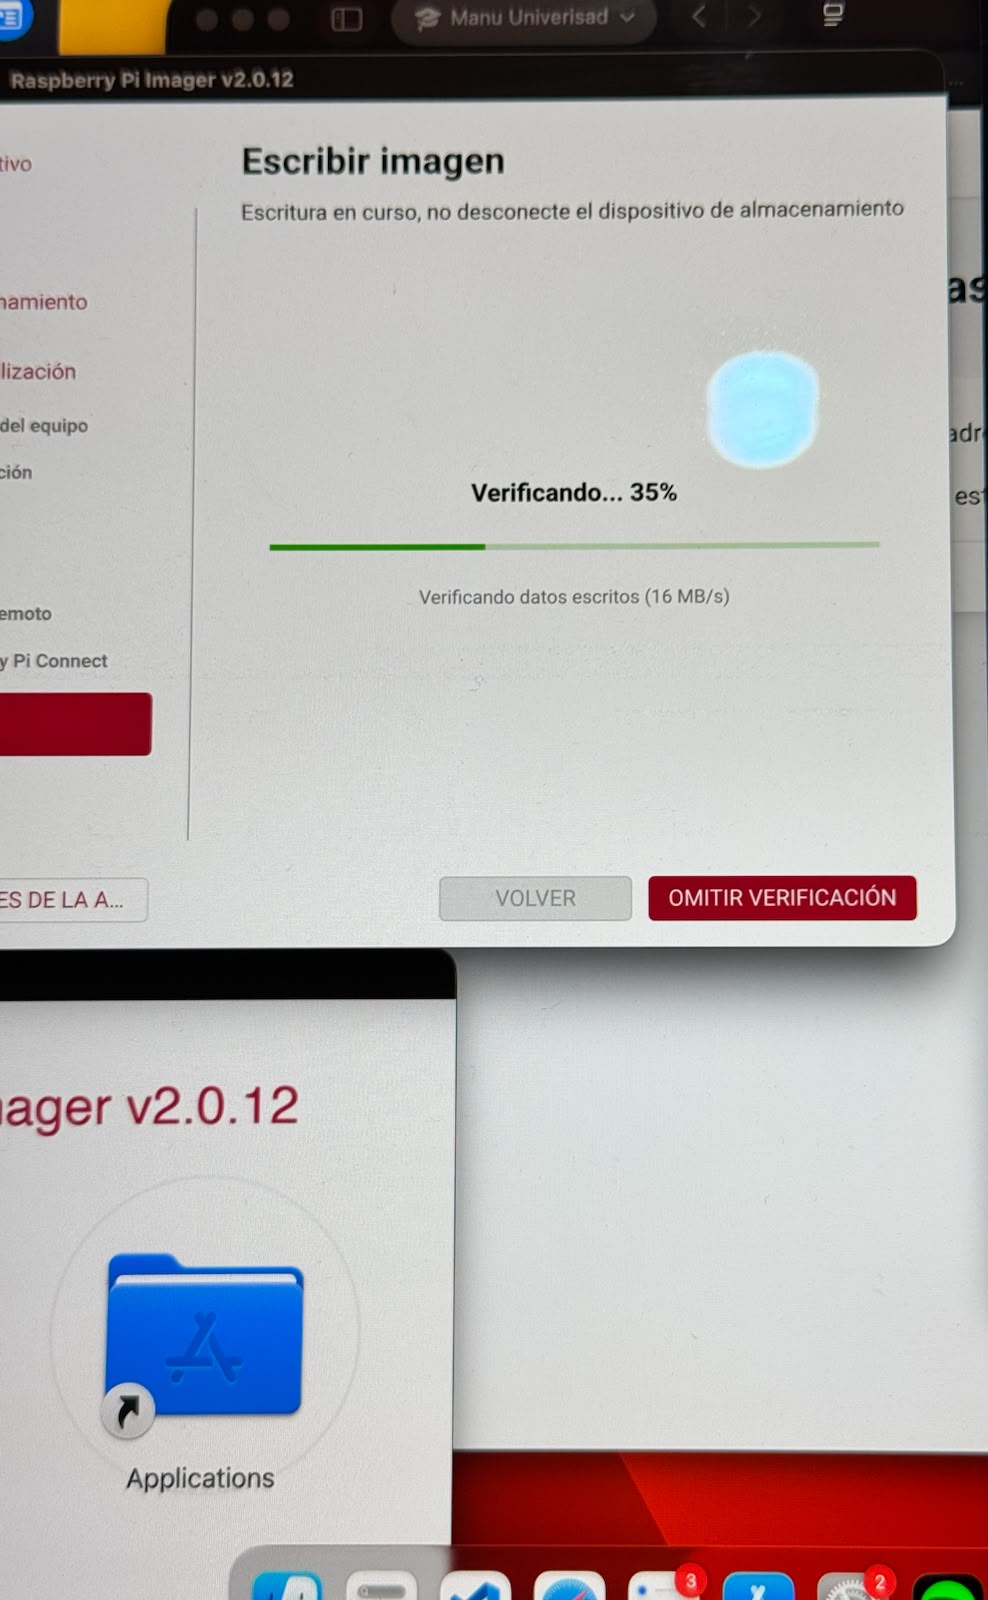 Manu Univerisad
Raspberry Pi Imager v2.0.12
tivo
Escribir imagen
Escritura en curso, no desconecte el dispositivo de almacenamiento
namiento
as
lización
del equipo
adr
ción
Verificando... 35%
est
Verificando datos escritos (16 MB/s)
emoto
y Pi Connect
ES DE LA A...
VOLVER
OMITIR VERIFICACIÓN
ager v2.0.12
Applications
3
2